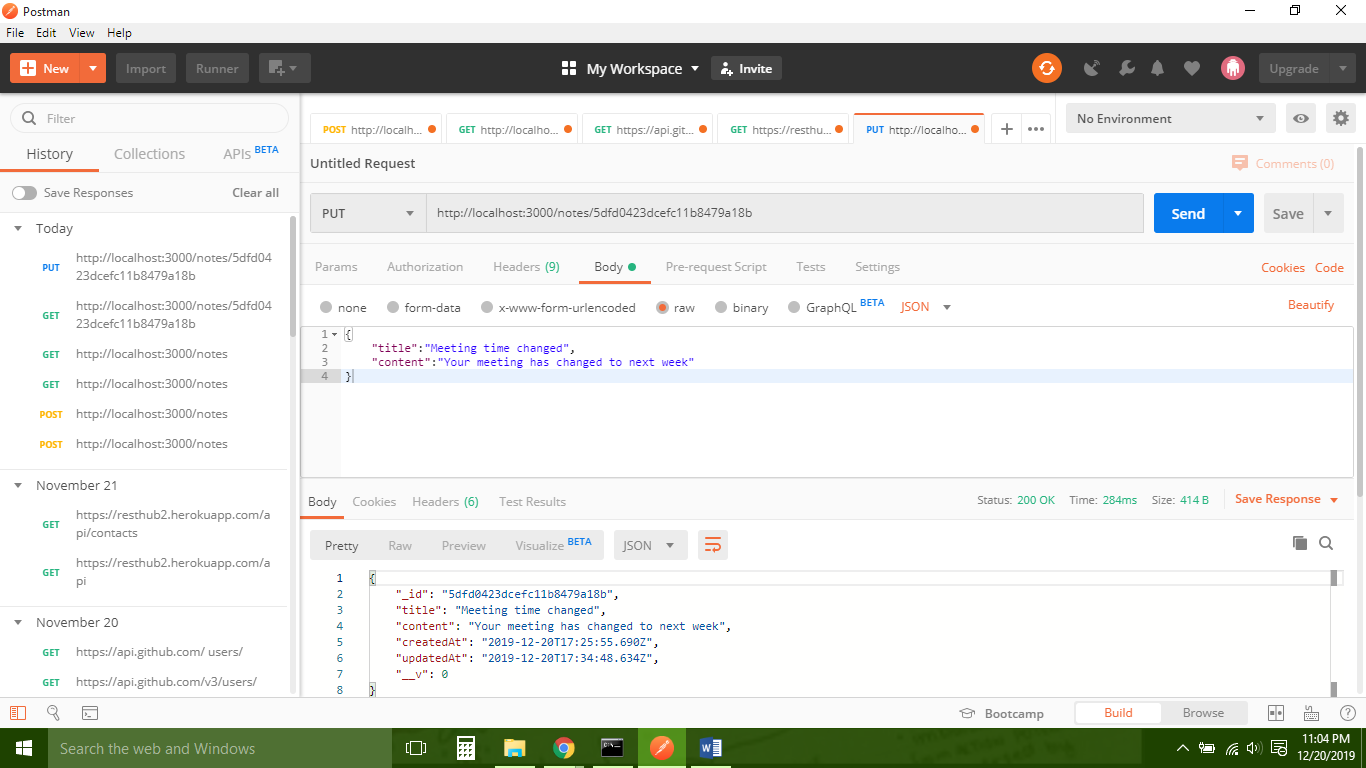 Postman
File Edit View Help
New Import Runner My Workspace Invite Upgrade
Filter
History Collections APIs BETA
Save Responses Clear all
Today
PUT http://localhost:3000/notes/5dfd0
423dcefc11b8479a18b
GET http://localhost:3000/notes/5dfd0
423dcefc11b8479a18b
GET http://localhost:3000/notes
GET http://localhost:3000/notes
POST http://localhost:3000/notes
POST http://localhost:3000/notes
November 21
GET https://resthub2.herokuapp.com/a
pi/contacts
GET https://resthub2.herokuapp.com/a
pi
November 20
GET https://api.github.com/ users/
GET https://api.github.com/v3/users/
POST http://localh... GET http://localho... GET https://api.git... GET https://resthu... PUT http://localho... No Environment
Untitled Request Comments (0)
PUT http://localhost:3000/notes/5dfd0423dcefc11b8479a18b Send Save
Params Authorization Headers (9) Body Pre-request Script Tests Settings Cookies Code
none form-data x-www-form-urlencoded raw binary GraphQL BETA JSON Beautify
1 {
2 "title":"Meeting time changed",
3 "content":"Your meeting has changed to next week"
4 }
Body Cookies Headers (6) Test Results Status: 200 OK Time: 284ms Size: 414 B Save Response
Pretty Raw Preview Visualize BETA JSON
1 {
2 "_id": "5dfd0423dcefc11b8479a18b",
3 "title": "Meeting time changed",
4 "content": "Your meeting has changed to next week",
5 "createdAt": "2019-12-20T17:25:55.690Z",
6 "updatedAt": "2019-12-20T17:34:48.634Z",
7 "__v": 0
8 }
Bootcamp Build Browse
Search the web and Windows
11:04 PM
12/20/2019